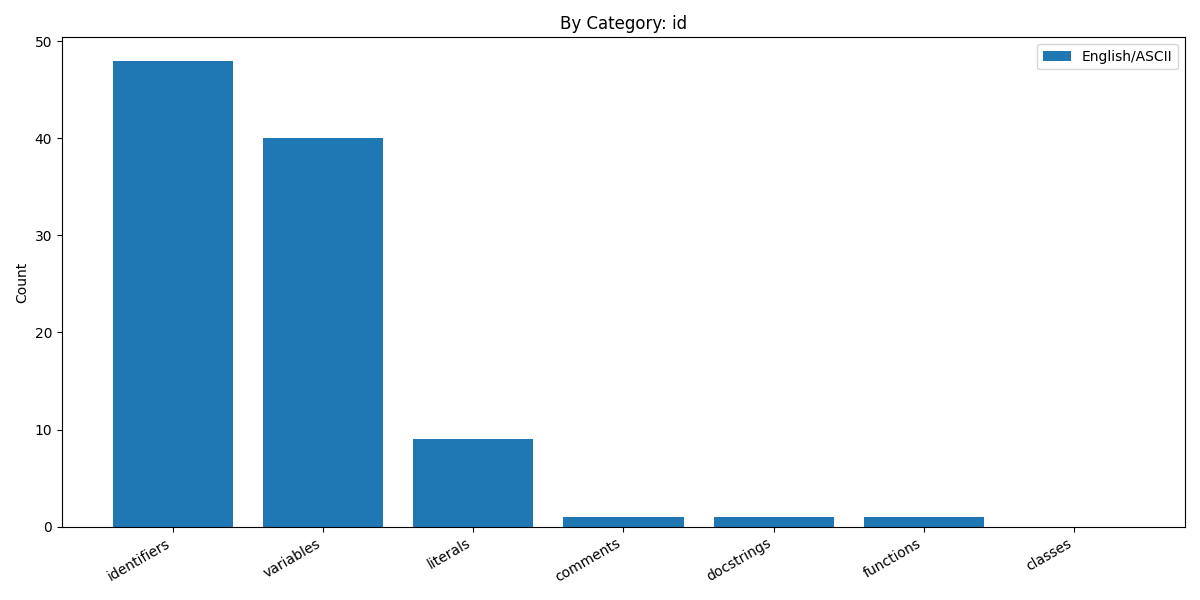 By Category: id
English/ASCII
Count
50
40
30
20
10
0
identifiers
variables
literals
comments
docstrings
functions
classes